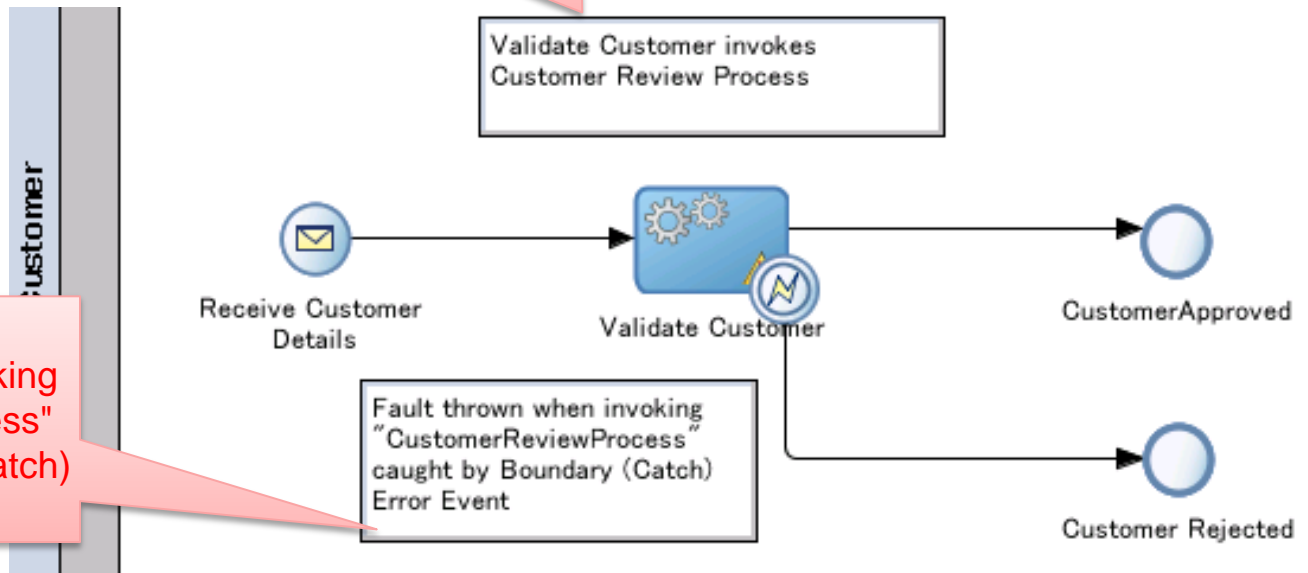 Validate Customer invokes
Customer Review Process
ustomer
Receive Customer
Details
Validate Customer
CustomerApproved
king
ess"
atch)
Fault thrown when invoking
"CustomerReviewProcess"
caught by Boundary (Catch)
Error Event
Customer Rejected